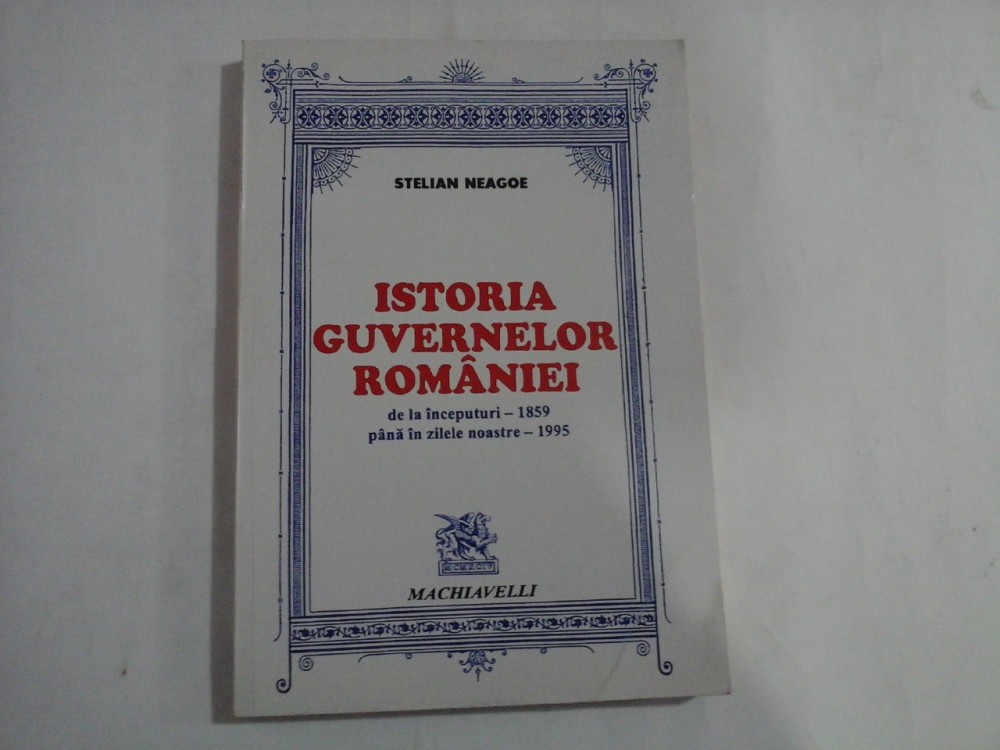 STELIAN NEAGOE
ISTORIA
GUVERNELOR
ROMÂNIEI
de la începuturi – 1859
până în zilele noastre – 1995
MACHIAVELLI